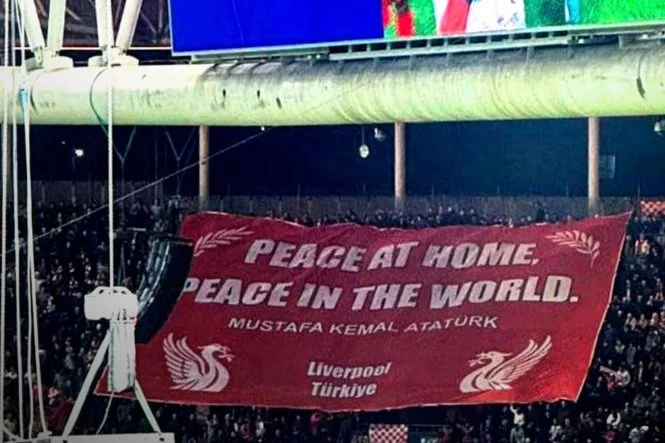 PEACE AT HOME,
PEACE IN THE WORLD.
MUSTAFA KEMAL ATATÜRK
Liverpool
Türkiye